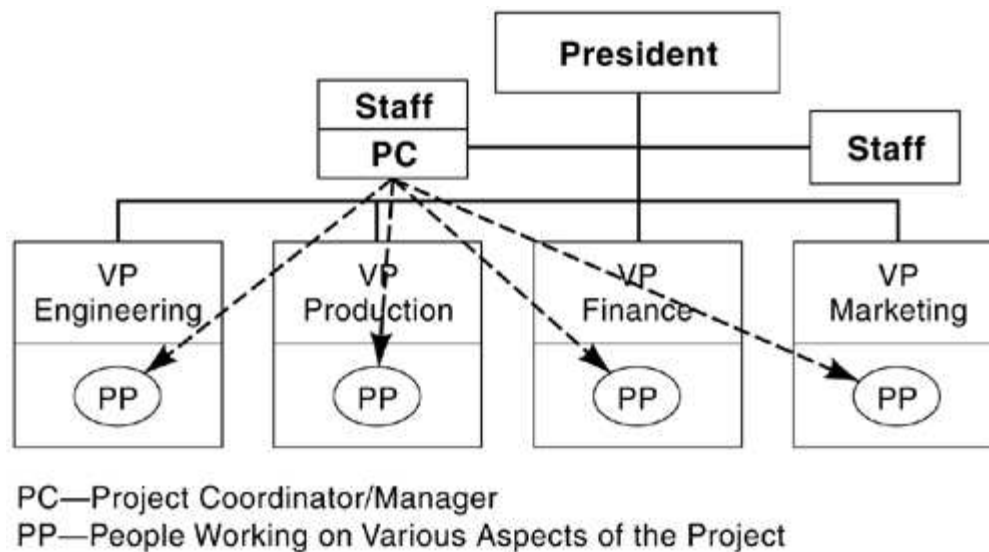 President
Staff
PC
Staff
VP
Engineering
VP
Production
VP
Finance
VP
Marketing
PP
PP
PP
PP
PC—Project Coordinator/Manager
PP—People Working on Various Aspects of the Project